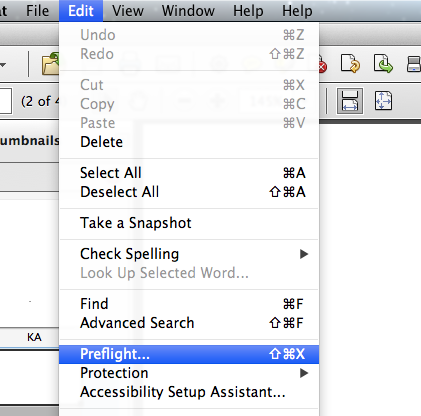 at File Edit View Window Help Help
Undo ⌘Z
Redo ⇧⌘Z
Cut ⌘X
(2 of 4
Copy ⌘C
Paste ⌘V
umbnails
Delete
Select All ⌘A
Deselect All ⇧⌘A
Take a Snapshot
Check Spelling ▶
Look Up Selected Word...
Find ⌘F
Advanced Search ⇧⌘F
KA
Preflight... ⇧⌘X
Protection ▶
Accessibility Setup Assistant...